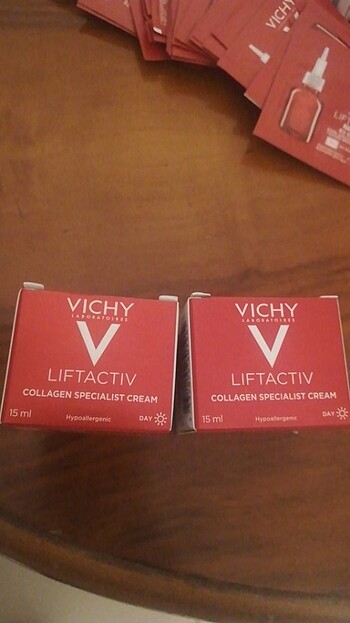 VICHY
VICHY
LIFT
VICHY
LABORATOIRES
LIFTACTIV
COLLAGEN SPECIALIST CREAM
15 ml
Hypoallergenic
DAY
VICHY
LABORATOIRES
LIFTACTIV
COLLAGEN SPECIALIST CREAM
15 ml
Hypoallergenic
DAY